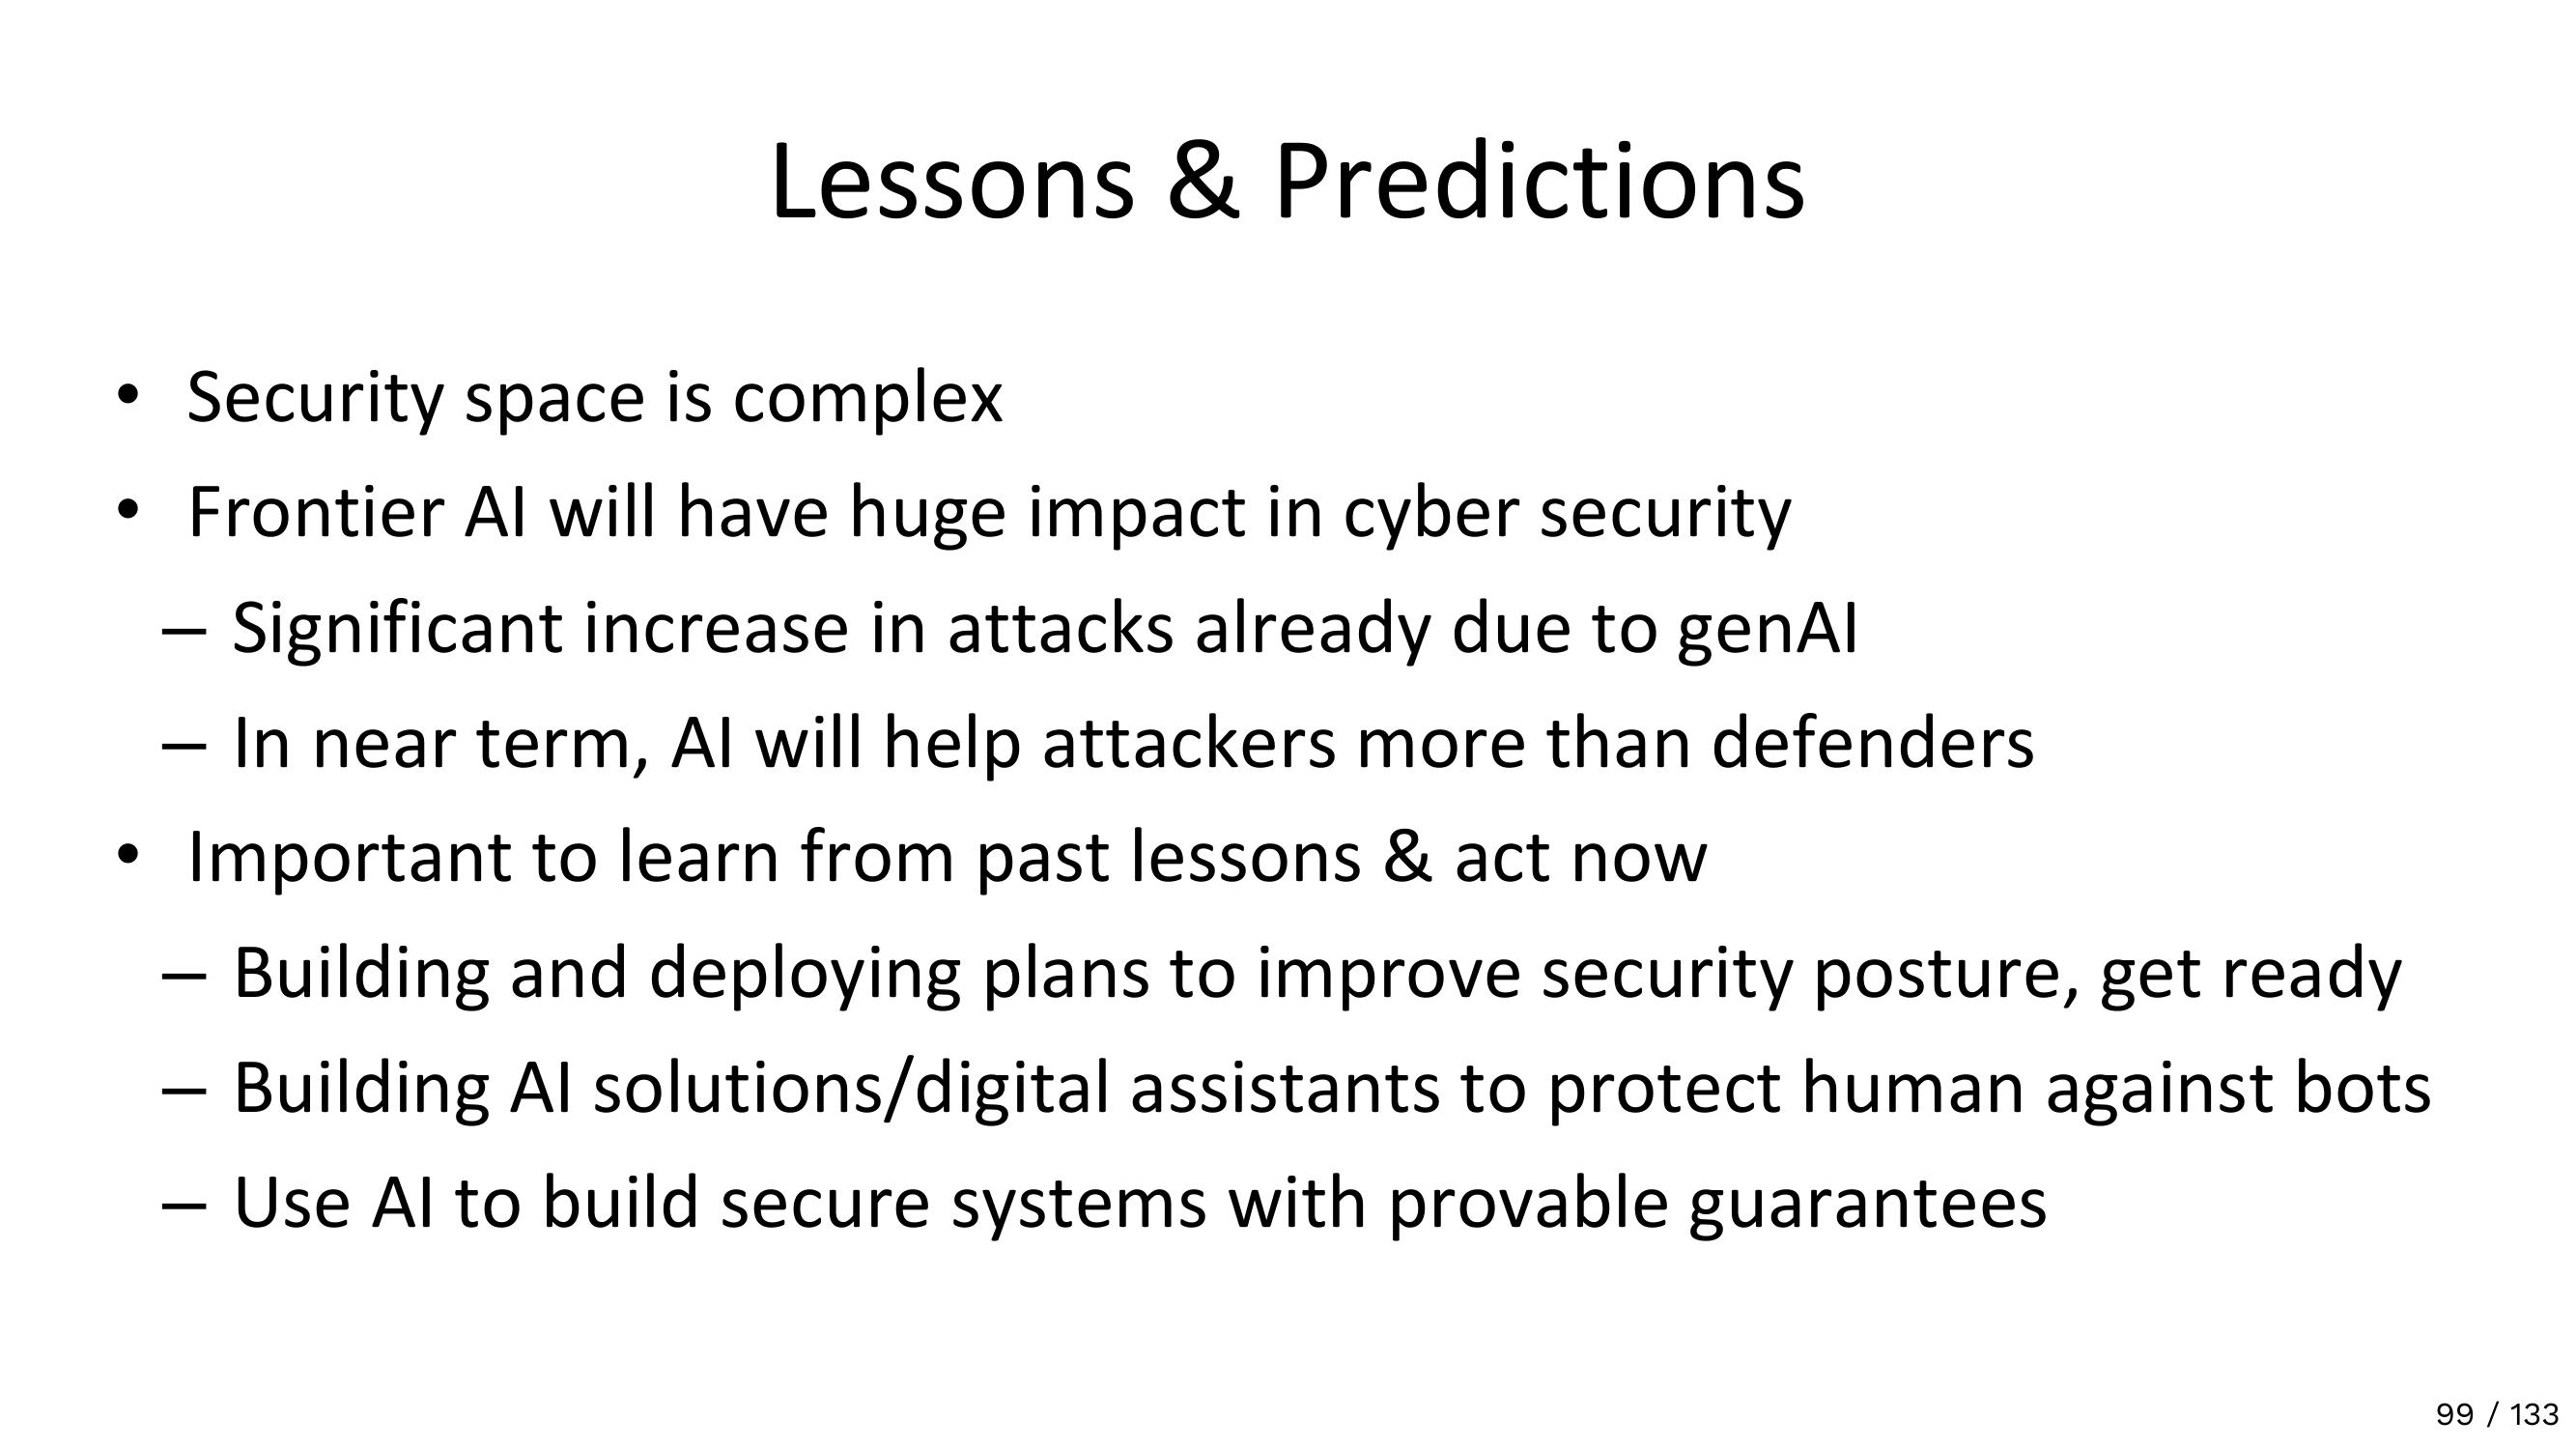 Lessons & Predictions
• Security space is complex
• Frontier AI will have huge impact in cyber security
– Significant increase in attacks already due to genAI
– In near term, AI will help attackers more than defenders
• Important to learn from past lessons & act now
– Building and deploying plans to improve security posture, get ready
– Building AI solutions/digital assistants to protect human against bots
– Use AI to build secure systems with provable guarantees
99 / 133